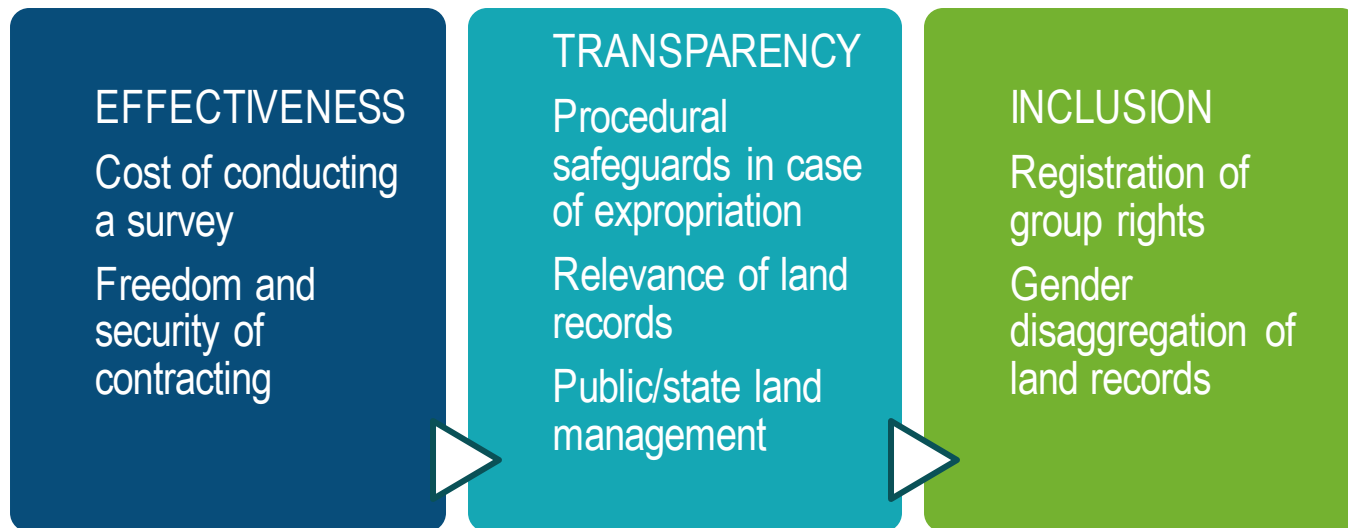 EFFECTIVENESS
Cost of conducting
a survey
Freedom and
security of
contracting
TRANSPARENCY
Procedural
safeguards in case
of expropriation
Relevance of land
records
Public/state land
management
INCLUSION
Registration of
group rights
Gender
disaggregation of
land records